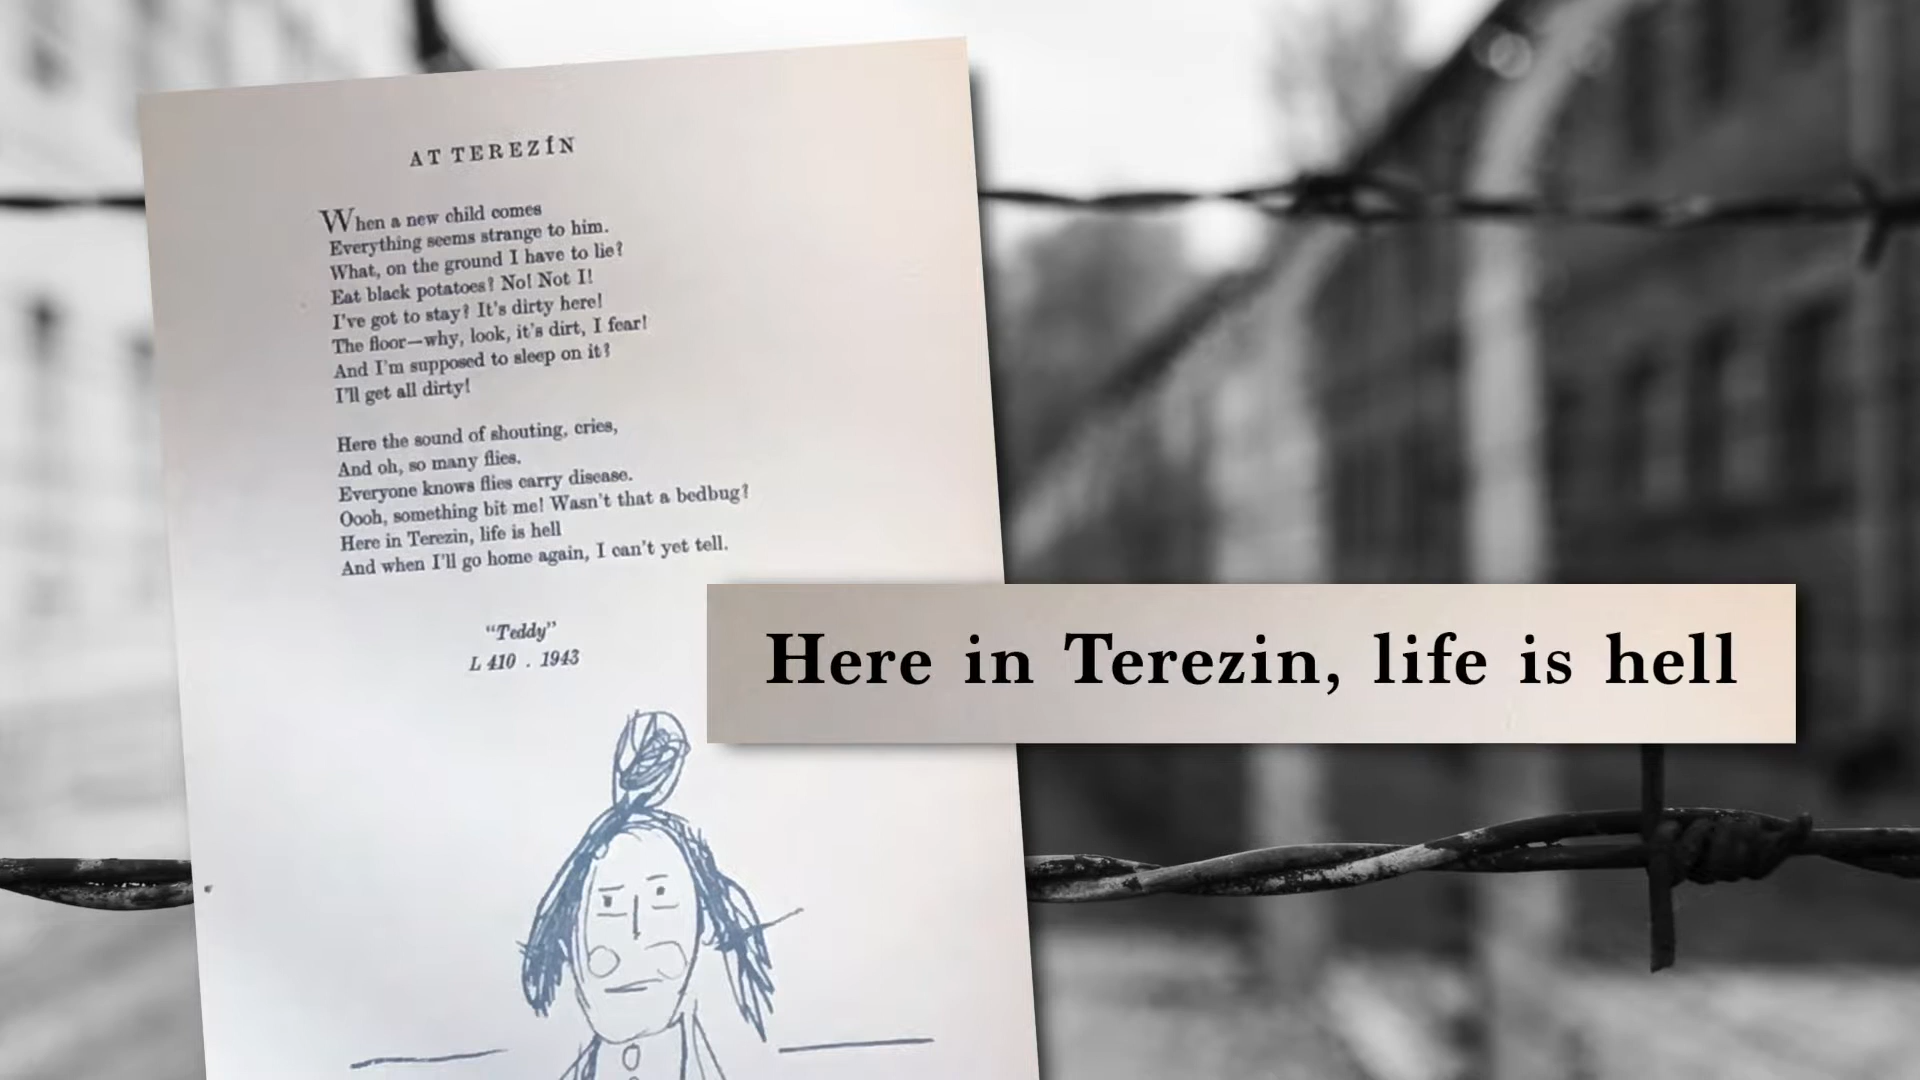 AT TEREZÍN
When a new child comes
Everything seems strange to him.
What, on the ground I have to lie?
Eat black potatoes? No! Not I!
I've got to stay? It's dirty here!
The floor—why, look, it's dirt, I fear!
And I'm supposed to sleep on it?
I'll get all dirty!
Here the sound of shouting, cries,
And oh, so many flies.
Everyone knows flies carry disease.
Oooh, something bit me! Wasn't that a bedbug?
Here in Terezin, life is hell
And when I'll go home again, I can't yet tell.
"Teddy"
L 410 . 1943
Here in Terezin, life is hell